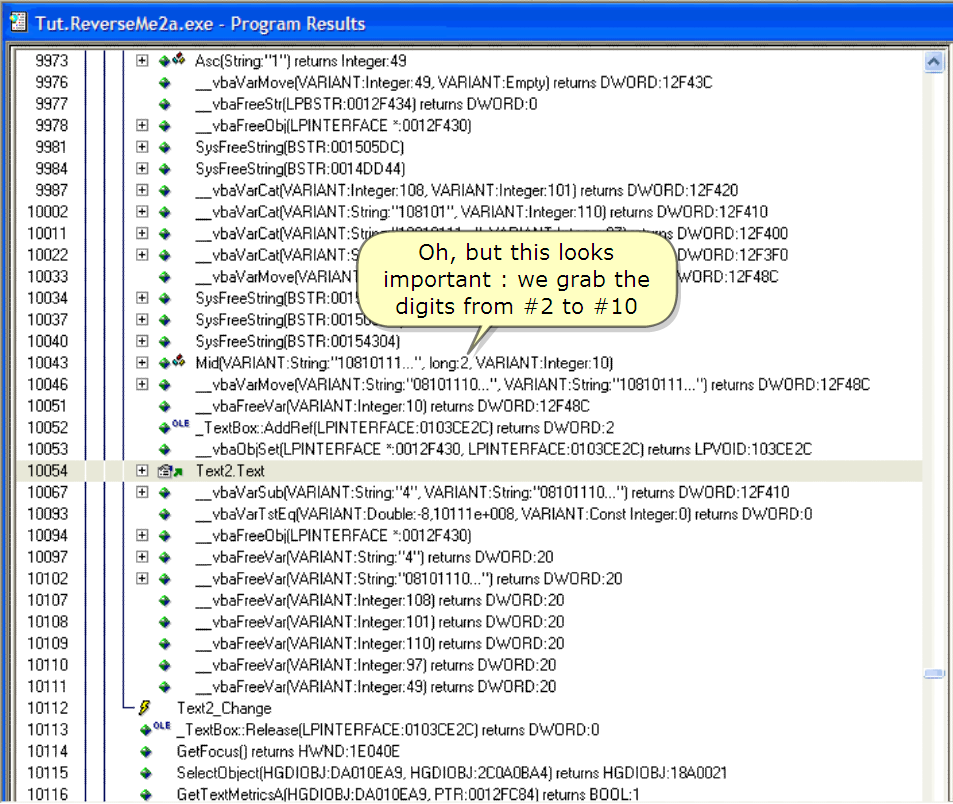 Tut.ReverseMe2a.exe - Program Results
9973 Asc(String:"1") returns Integer:49
9976 __vbaVarMove(VARIANT:Integer:49, VARIANT:Empty) returns DWORD:12F43C
9977 __vbaFreeStr(LPBSTR:0012F434) returns DWORD:0
9978 __vbaFreeObj(LPINTERFACE *:0012F430)
9981 SysFreeString(BSTR:001505DC)
9984 SysFreeString(BSTR:0014DD44)
9987 __vbaVarCat(VARIANT:Integer:108, VARIANT:Integer:101) returns DWORD:12F420
10002 __vbaVarCat(VARIANT:String:"108101", VARIANT:Integer:110) returns DWORD:12F410
10011 __vbaVarCat(VARIANT: returns DWORD:12F400
10022 __vbaVarCat(VARIANT:S DWORD:12F3F0
10033 __vbaVarMove(VARIANT WORD:12F48C
10034 SysFreeString(BSTR:001
10037 SysFreeString(BSTR:001
10040 SysFreeString(BSTR:00154304)
Oh, but this looks
important : we grab the
digits from #2 to #10
10043 Mid(VARIANT:String:"10810111...", long:2, VARIANT:Integer:10)
10046 __vbaVarMove(VARIANT:String:"08101110...", VARIANT:String:"10810111...") returns DWORD:12F48C
10051 __vbaFreeVar(VARIANT:Integer:10) returns DWORD:12F48C
10052 OLE _TextBox::AddRef(LPINTERFACE:0103CE2C) returns DWORD:2
10053 __vbaObjSet(LPINTERFACE *:0012F430, LPINTERFACE:0103CE2C) returns LPVOID:103CE2C
10054 Text2.Text
10067 __vbaVarSub(VARIANT:String:"4", VARIANT:String:"08101110...") returns DWORD:12F410
10093 __vbaVarTstEq(VARIANT:Double:-8,10111e+008, VARIANT:Const Integer:0) returns DWORD:0
10094 __vbaFreeObj(LPINTERFACE *:0012F430)
10097 __vbaFreeVar(VARIANT:String:"4") returns DWORD:20
10102 __vbaFreeVar(VARIANT:String:"08101110...") returns DWORD:20
10107 __vbaFreeVar(VARIANT:Integer:108) returns DWORD:20
10108 __vbaFreeVar(VARIANT:Integer:101) returns DWORD:20
10109 __vbaFreeVar(VARIANT:Integer:110) returns DWORD:20
10110 __vbaFreeVar(VARIANT:Integer:97) returns DWORD:20
10111 __vbaFreeVar(VARIANT:Integer:49) returns DWORD:20
10112 Text2_Change
10113 OLE _TextBox::Release(LPINTERFACE:0103CE2C) returns DWORD:0
10114 GetFocus() returns HWND:1E040E
10115 SelectObject(HGDIOBJ:DA010EA9, HGDIOBJ:2C0A0BA4) returns HGDIOBJ:18A0021
10116 GetTextMetricsA(HGDIOBJ:DA010EA9, PTR:0012FC84) returns BOOL:1